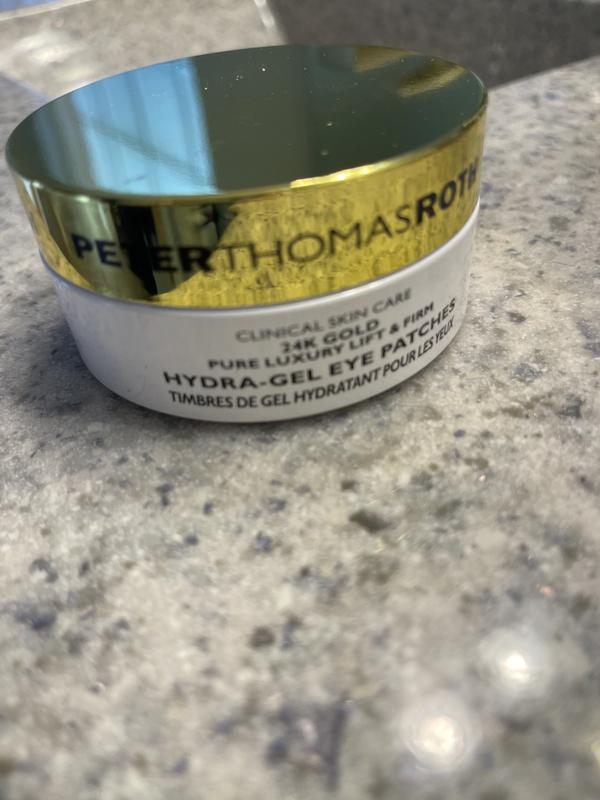 PETERTHOMASROTH
CLINICAL SKIN CARE
24K GOLD
PURE LUXURY LIFT & FIRM
HYDRA-GEL EYE PATCHES
TIMBRES DE GEL HYDRATANT POUR LES YEUX